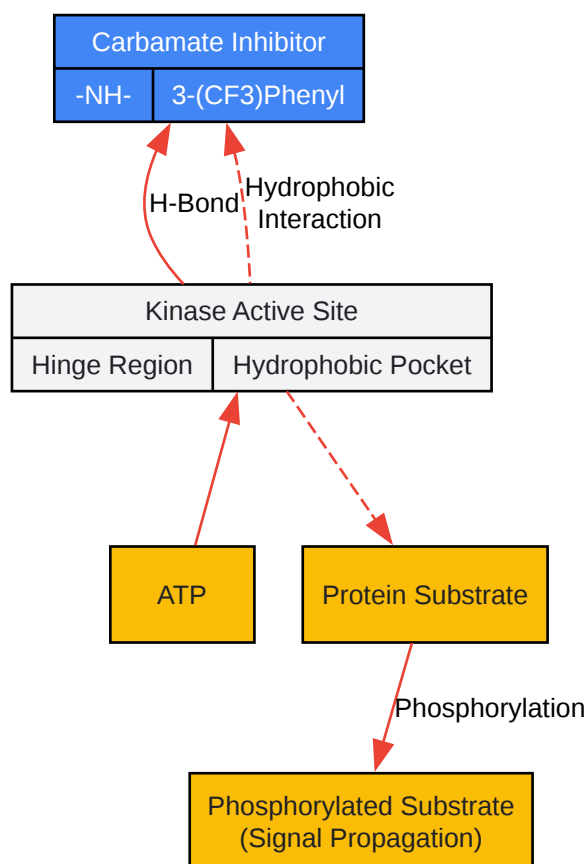 Carbamate Inhibitor
-NH-
3-(CF3)Phenyl
H-Bond
Hydrophobic
Interaction
Kinase Active Site
Hinge Region
Hydrophobic Pocket
ATP
Protein Substrate
Phosphorylation
Phosphorylated Substrate
(Signal Propagation)